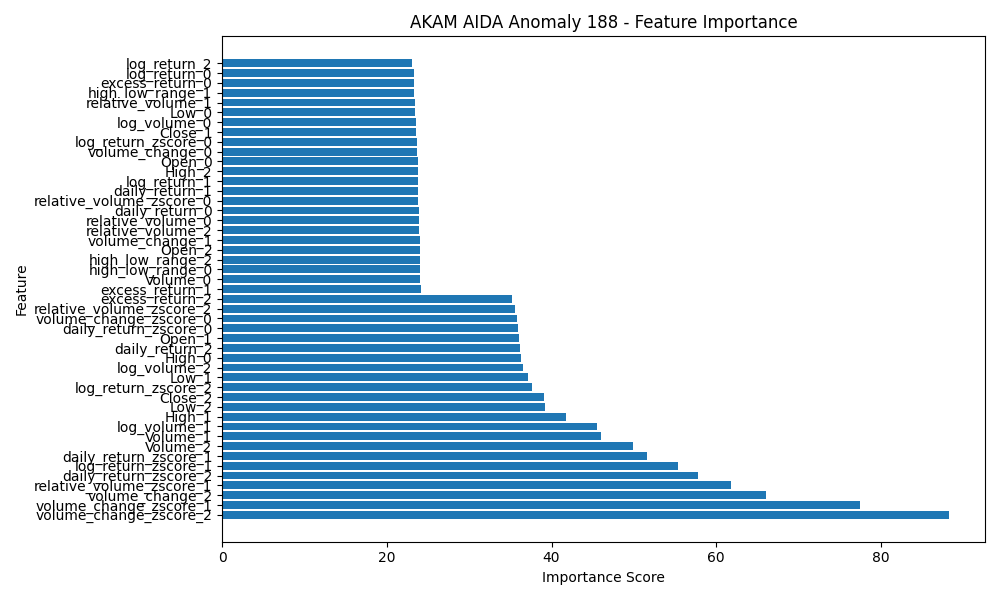 AKAM AIDA Anomaly 188 - Feature Importance
log_return_2
log_return_0
excess_return_0
high_low_range_1
relative_volume_1
Low_0
log_volume_0
Close_1
log_return_zscore_0
volume_change_0
Open_0
High_2
log_return_1
daily_return_1
relative_volume_zscore_0
daily_return_0
relative_volume_0
relative_volume_2
volume_change_1
Open_2
high_low_range_2
high_low_range_0
Volume_0
excess_return_1
excess_return_2
relative_volume_zscore_2
volume_change_zscore_0
daily_return_zscore_0
Open_1
daily_return_2
High_0
log_volume_2
Low_1
log_return_zscore_2
Close_2
Low_2
High_1
log_volume_1
Volume_1
Volume_2
daily_return_zscore_1
log_return_zscore_1
daily_return_zscore_2
relative_volume_zscore_1
volume_change_2
volume_change_zscore_1
volume_change_zscore_2
Feature
0 20 40 60 80
Importance Score